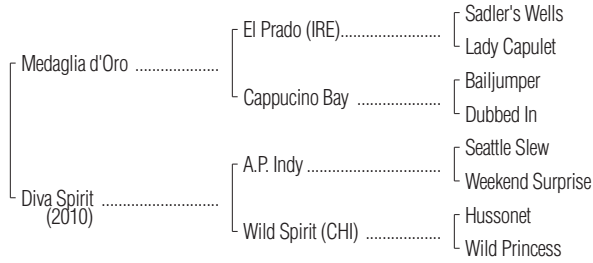 Sadler's Wells
El Prado (IRE)......................
Lady Capulet
Medaglia d'Oro .....................
Bailjumper
Cappucino Bay .....................
Dubbed In
Seattle Slew
A.P. Indy ...................................
Weekend Surprise
Diva Spirit ..............................
(2010)
Hussonet
Wild Spirit (CHI) ...................
Wild Princess